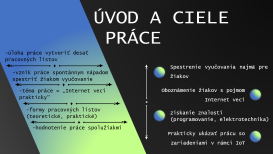 ÚVOD A CIELE
PRÁCE
-úloha práce vytvoriť desať
pracovných listov
-vznik práce spontánnym nápadom
spestriť žiakom vyučovanie
-téma práce = „Internet vecí
prakticky"
-formy pracovných listov
(teoretické, praktické)
-hodnotenie práce spolužiakmi
Spestrenie vyučovania najmä pre
žiakov
Oboznámenie žiakov s pojmom
Internet vecí
získanie znalostí
(programovanie, elektrotechnika)
Prakticky ukázať prácu so
zariadeniami v rámci IoT